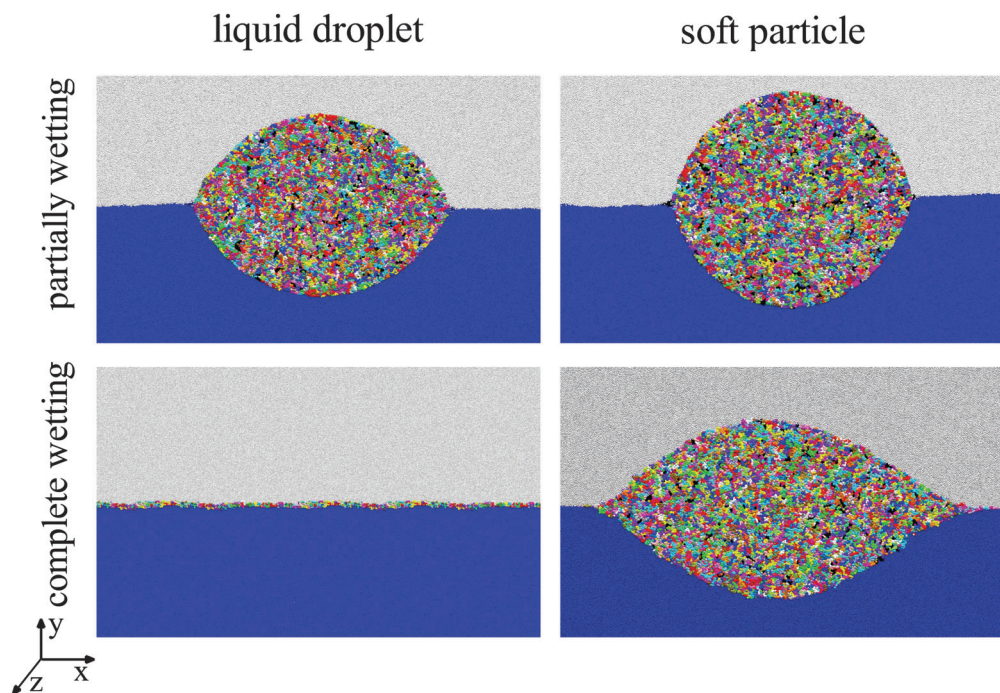 liquid droplet
soft particle
partially wetting
complete wetting
y
x
z